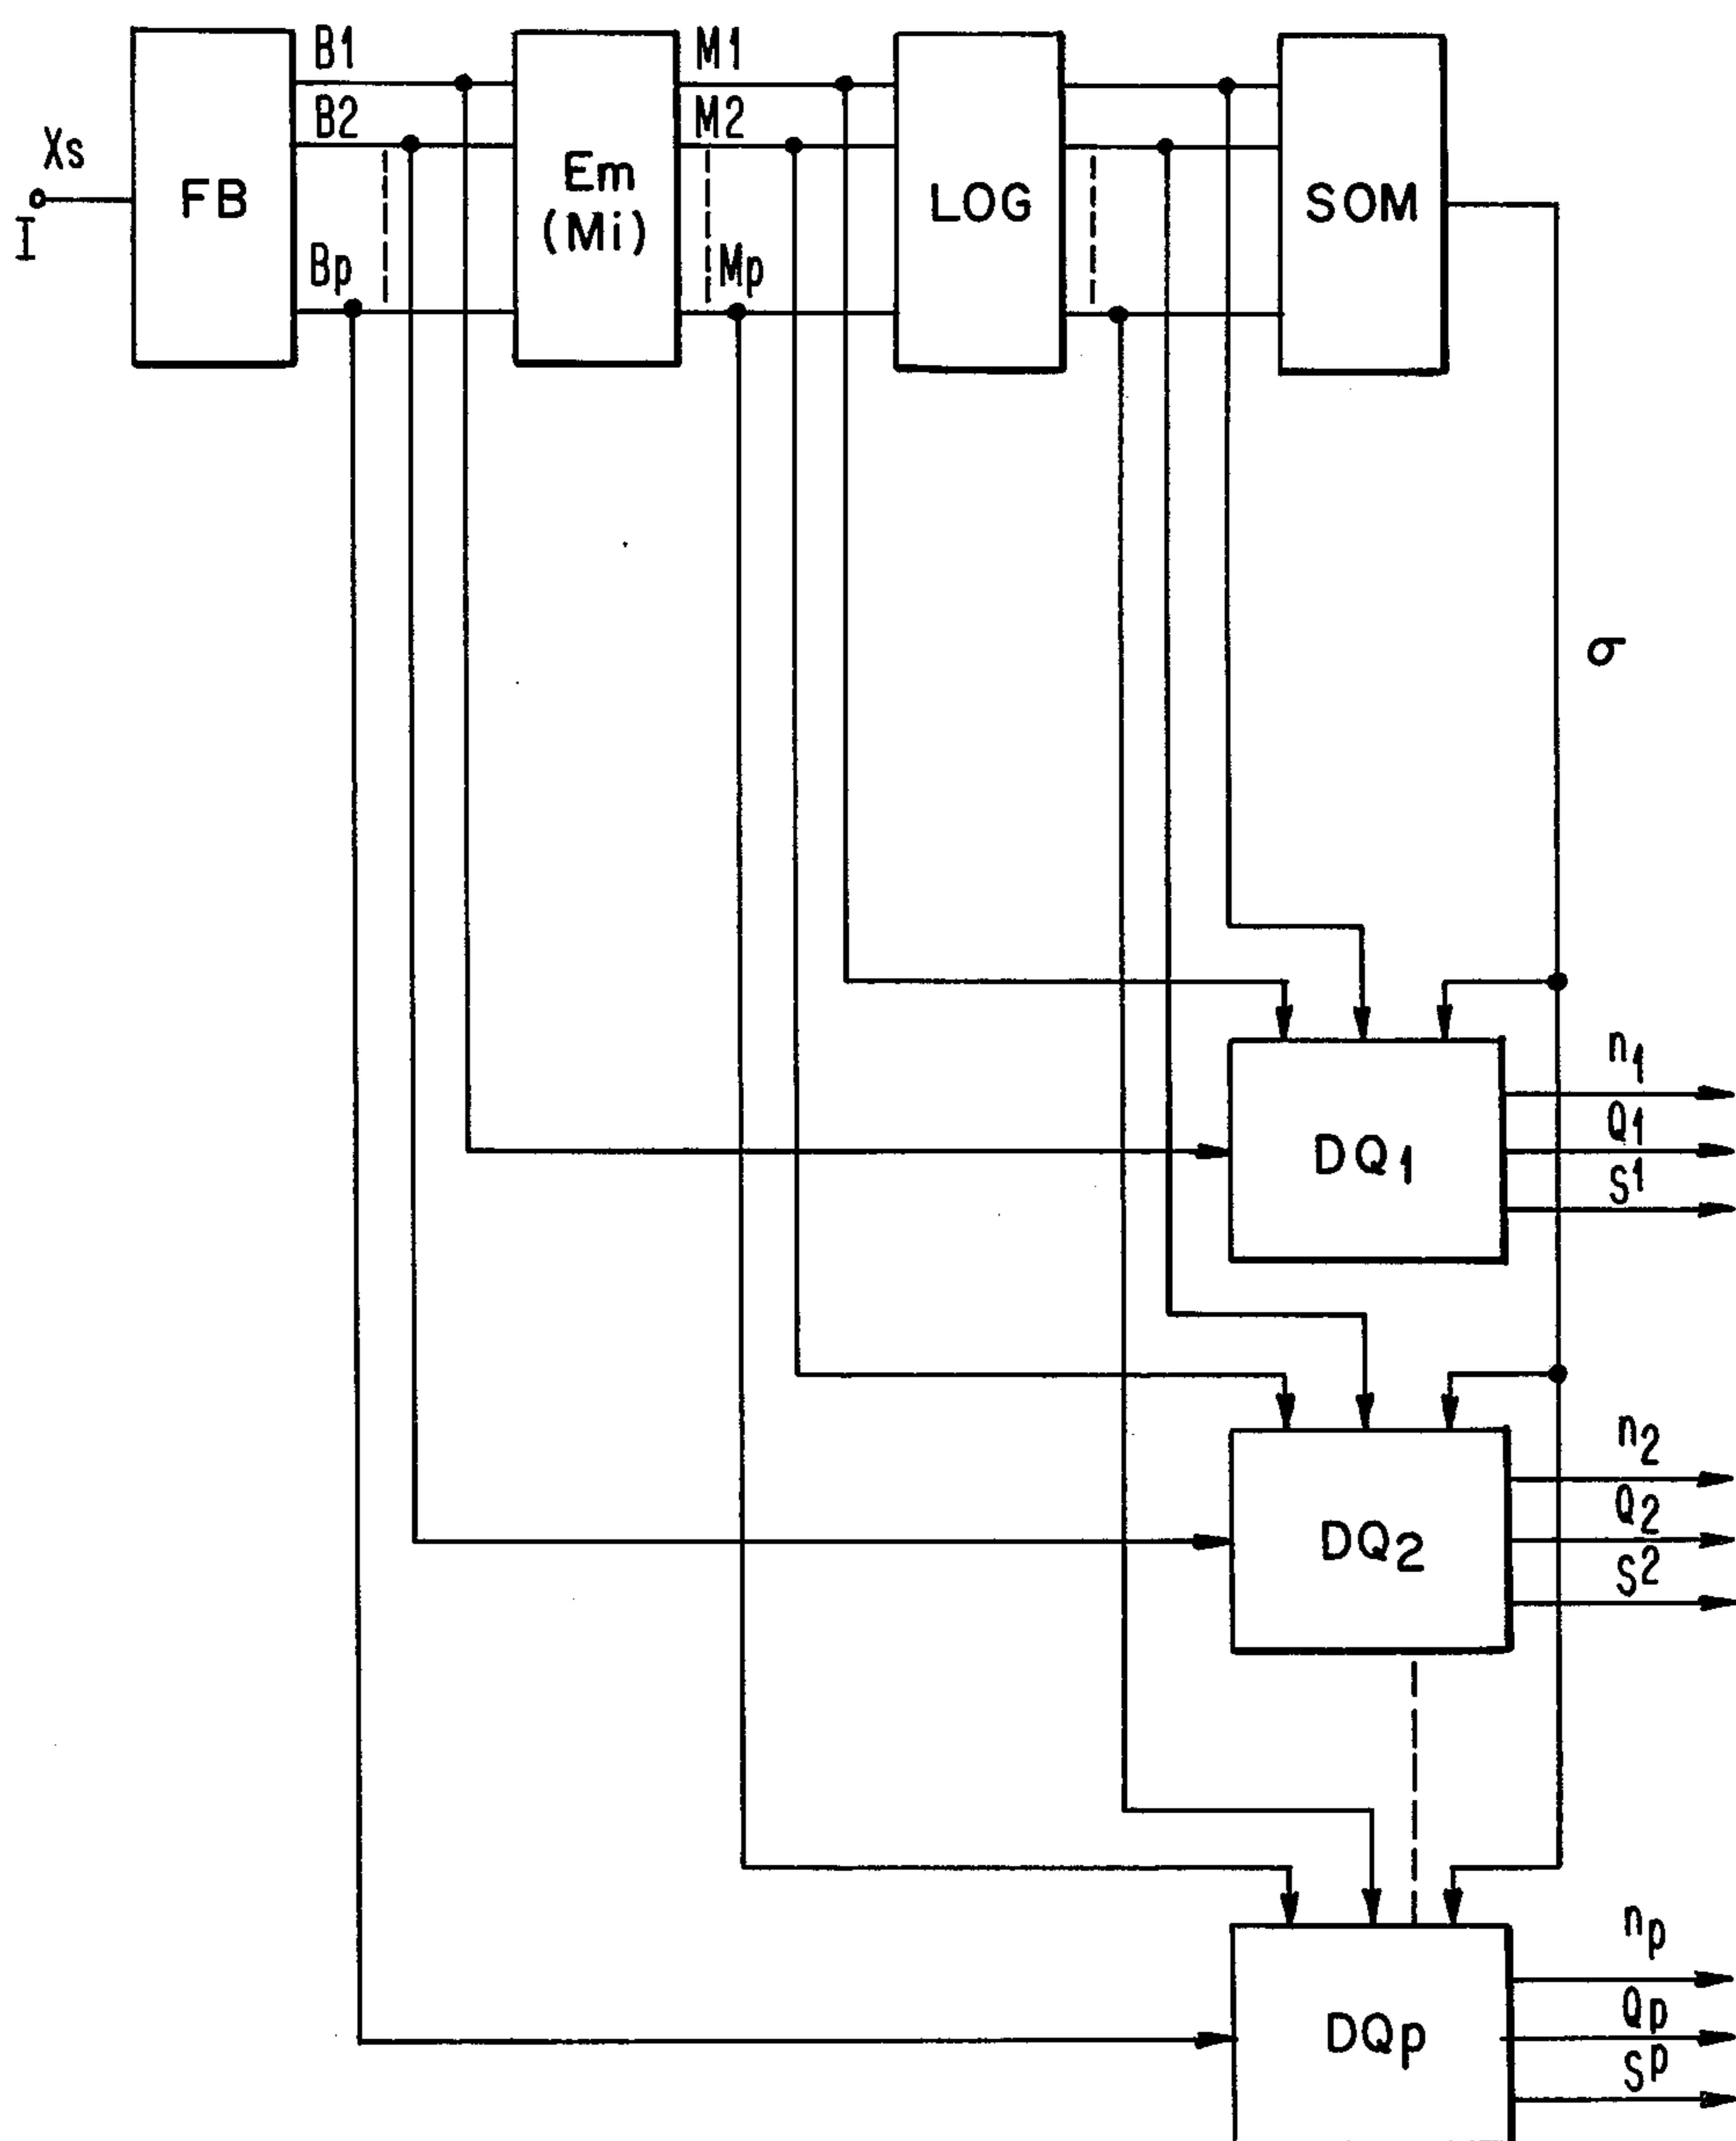 Xs
I
FB
B1
B2
Bp
Em
(Mi)
M1
M2
Mp
LOG
SOM
σ
DQ1
n1
Q1
S1
DQ2
n2
Q2
S2
DQp
np
Qp
Sp